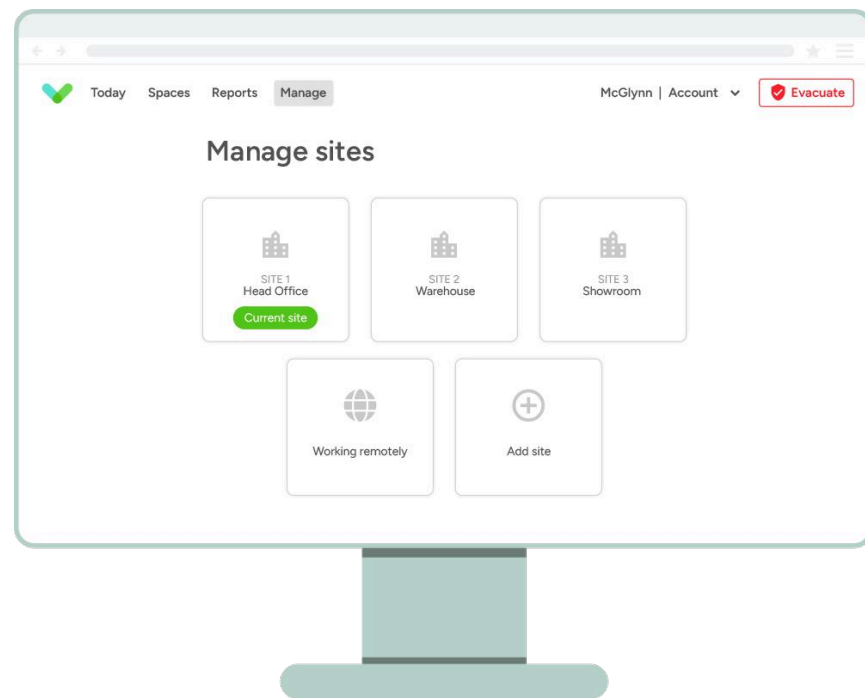 Today Spaces Reports Manage McGlynn | Account Evacuate
Manage sites
SITE 1
Head Office
Current site
SITE 2
Warehouse
SITE 3
Showroom
Working remotely
Add site